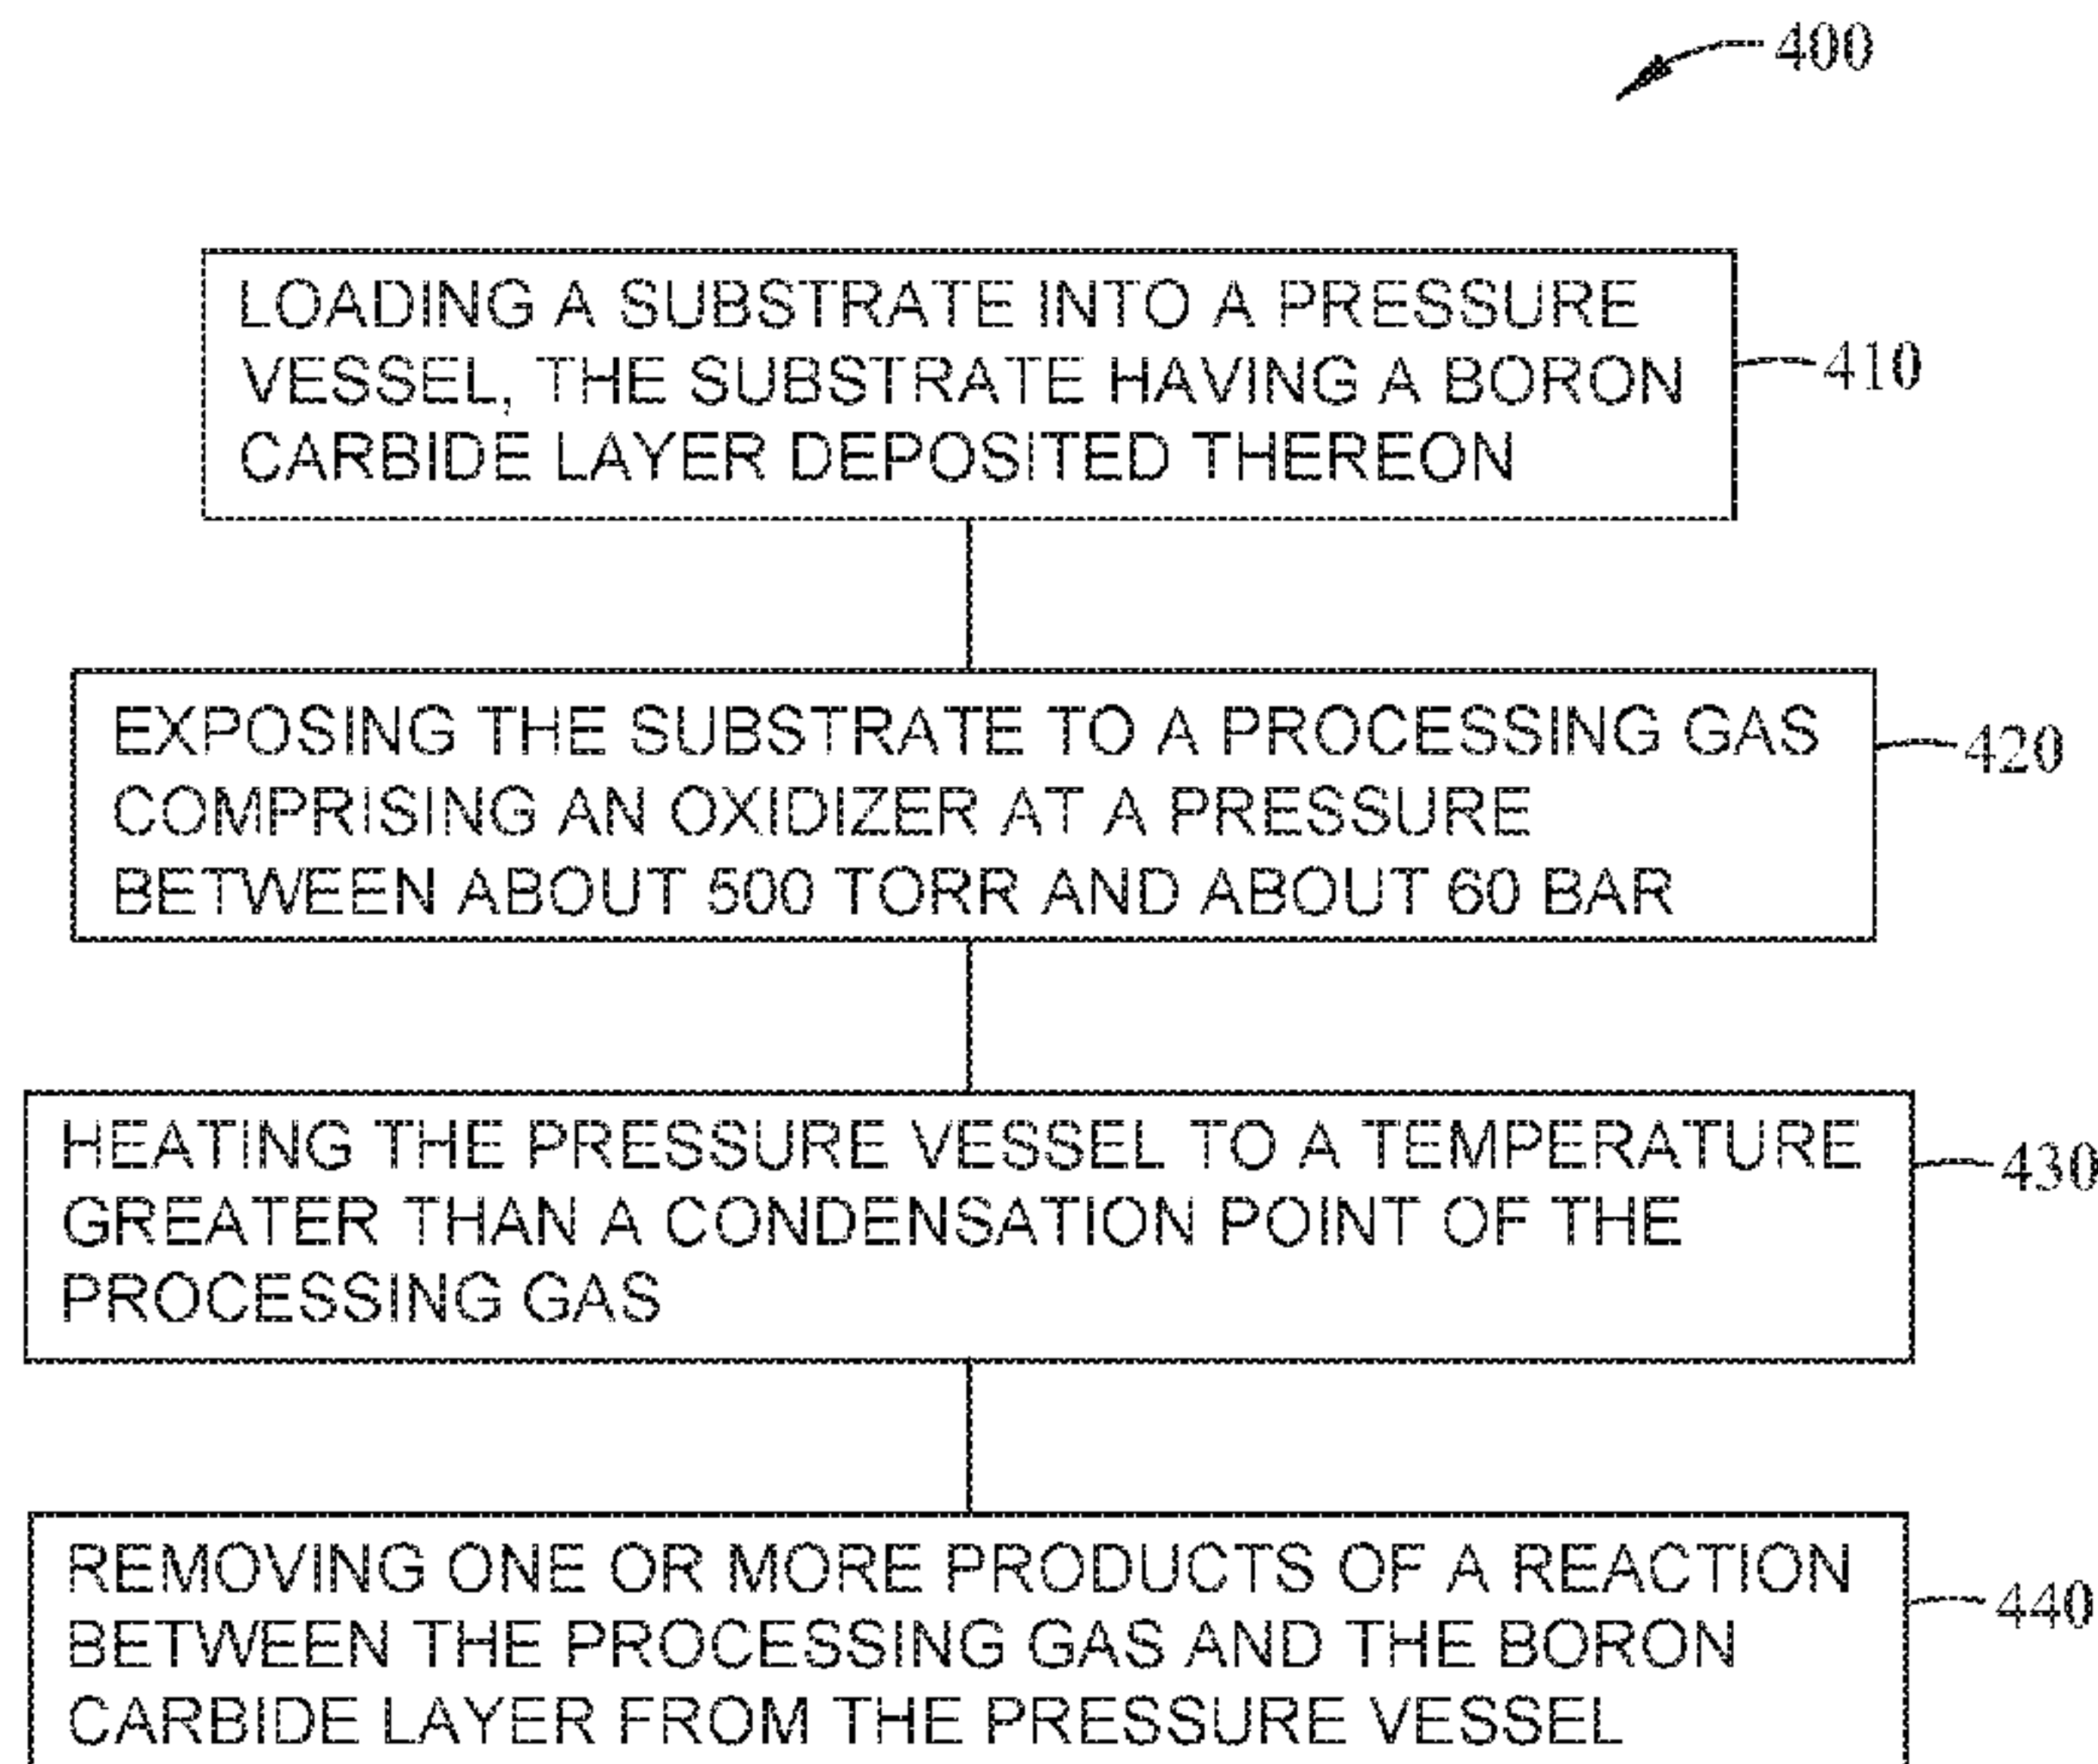 400
LOADING A SUBSTRATE INTO A PRESSURE
VESSEL, THE SUBSTRATE HAVING A BORON
CARBIDE LAYER DEPOSITED THEREON
410
EXPOSING THE SUBSTRATE TO A PROCESSING GAS
COMPRISING AN OXIDIZER AT A PRESSURE
BETWEEN ABOUT 500 TORR AND ABOUT 60 BAR
420
HEATING THE PRESSURE VESSEL TO A TEMPERATURE
GREATER THAN A CONDENSATION POINT OF THE
PROCESSING GAS
430
REMOVING ONE OR MORE PRODUCTS OF A REACTION
BETWEEN THE PROCESSING GAS AND THE BORON
CARBIDE LAYER FROM THE PRESSURE VESSEL
440